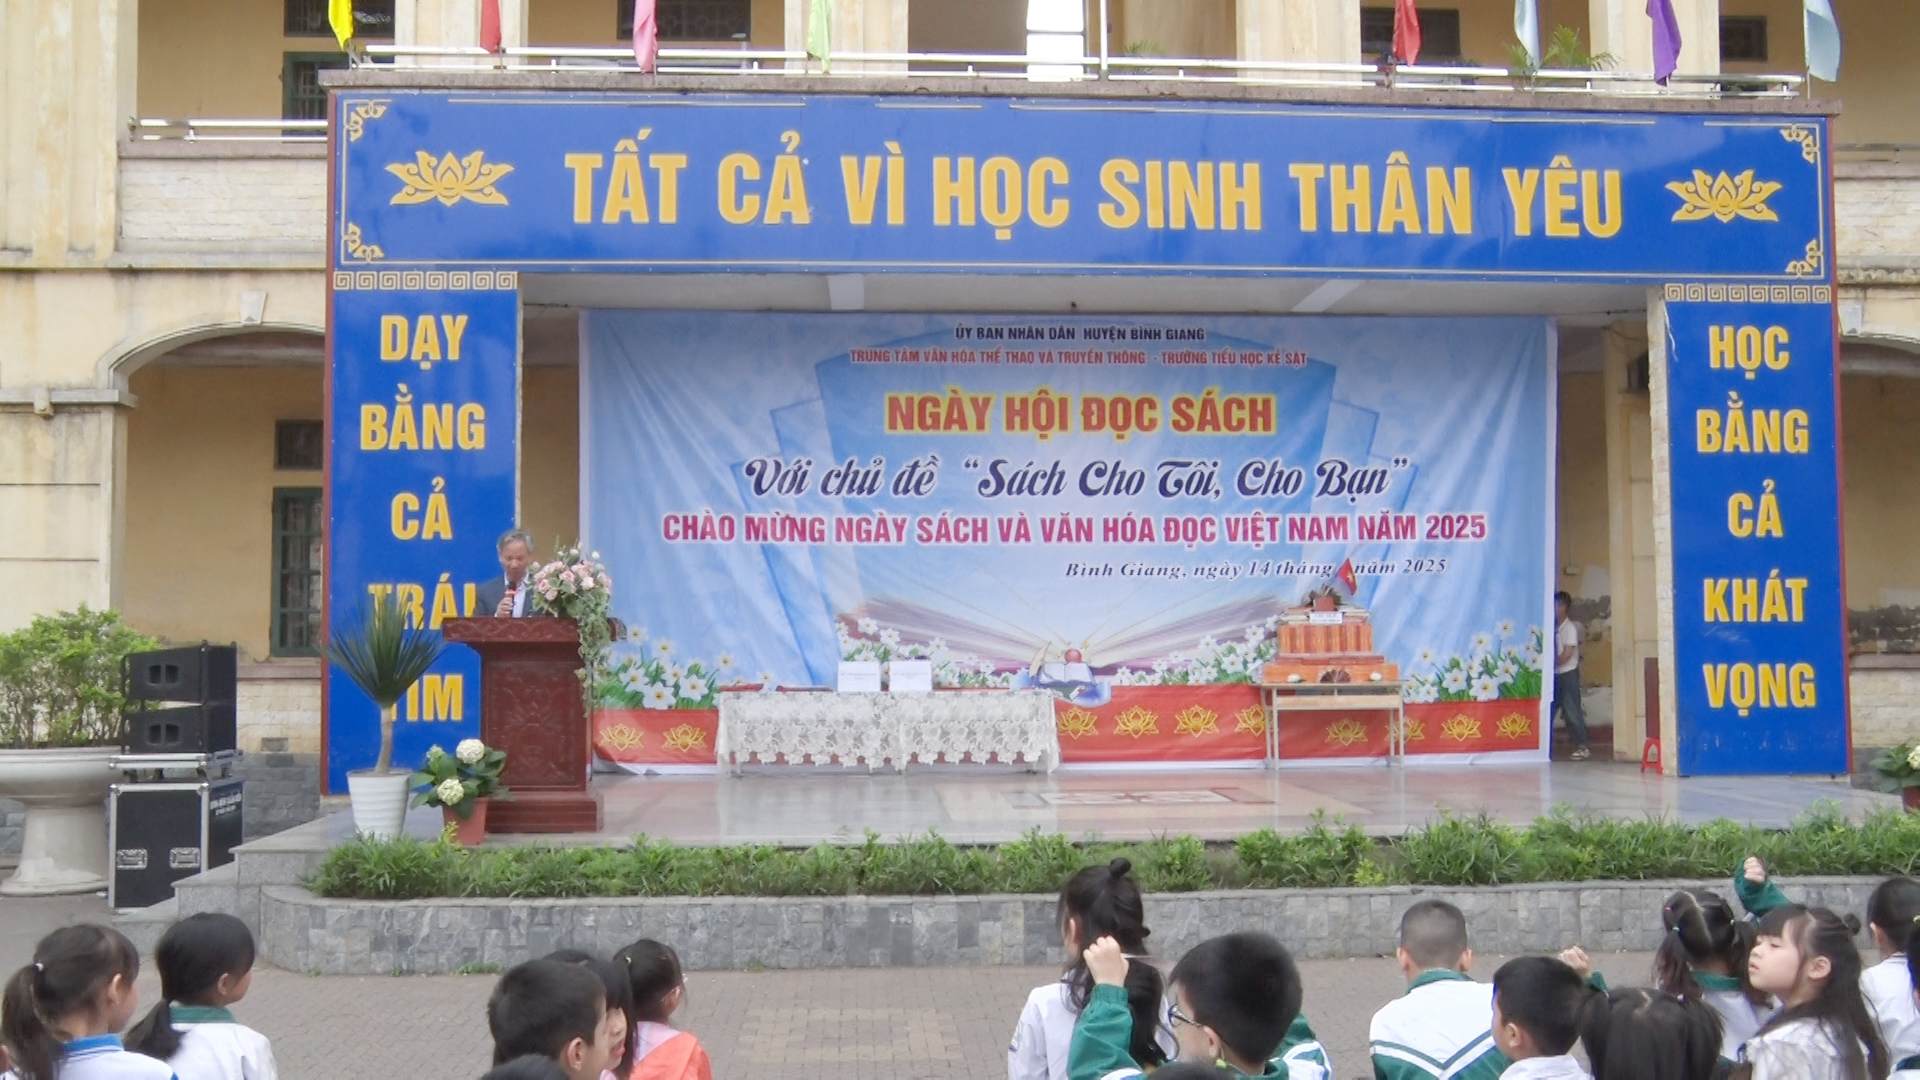 TẤT CẢ VÌ HỌC SINH THÂN YÊU
DẠY
BẰNG
CẢ
TRÁI
TIM
ỦY BAN NHÂN DÂN HUYỆN BÌNH GIANG
TRUNG TÂM VĂN HÓA THỂ THAO VÀ TRUYỀN THÔNG - TRƯỜNG TIỂU HỌC KẺ SẶT
NGÀY HỘI ĐỌC SÁCH
Với chủ đề “Sách Cho Tôi, Cho Bạn”
CHÀO MỪNG NGÀY SÁCH VÀ VĂN HÓA ĐỌC VIỆT NAM NĂM 2025
Bình Giang, ngày 14 tháng năm 2025
HỌC
BẰNG
CẢ
KHÁT
VỌNG